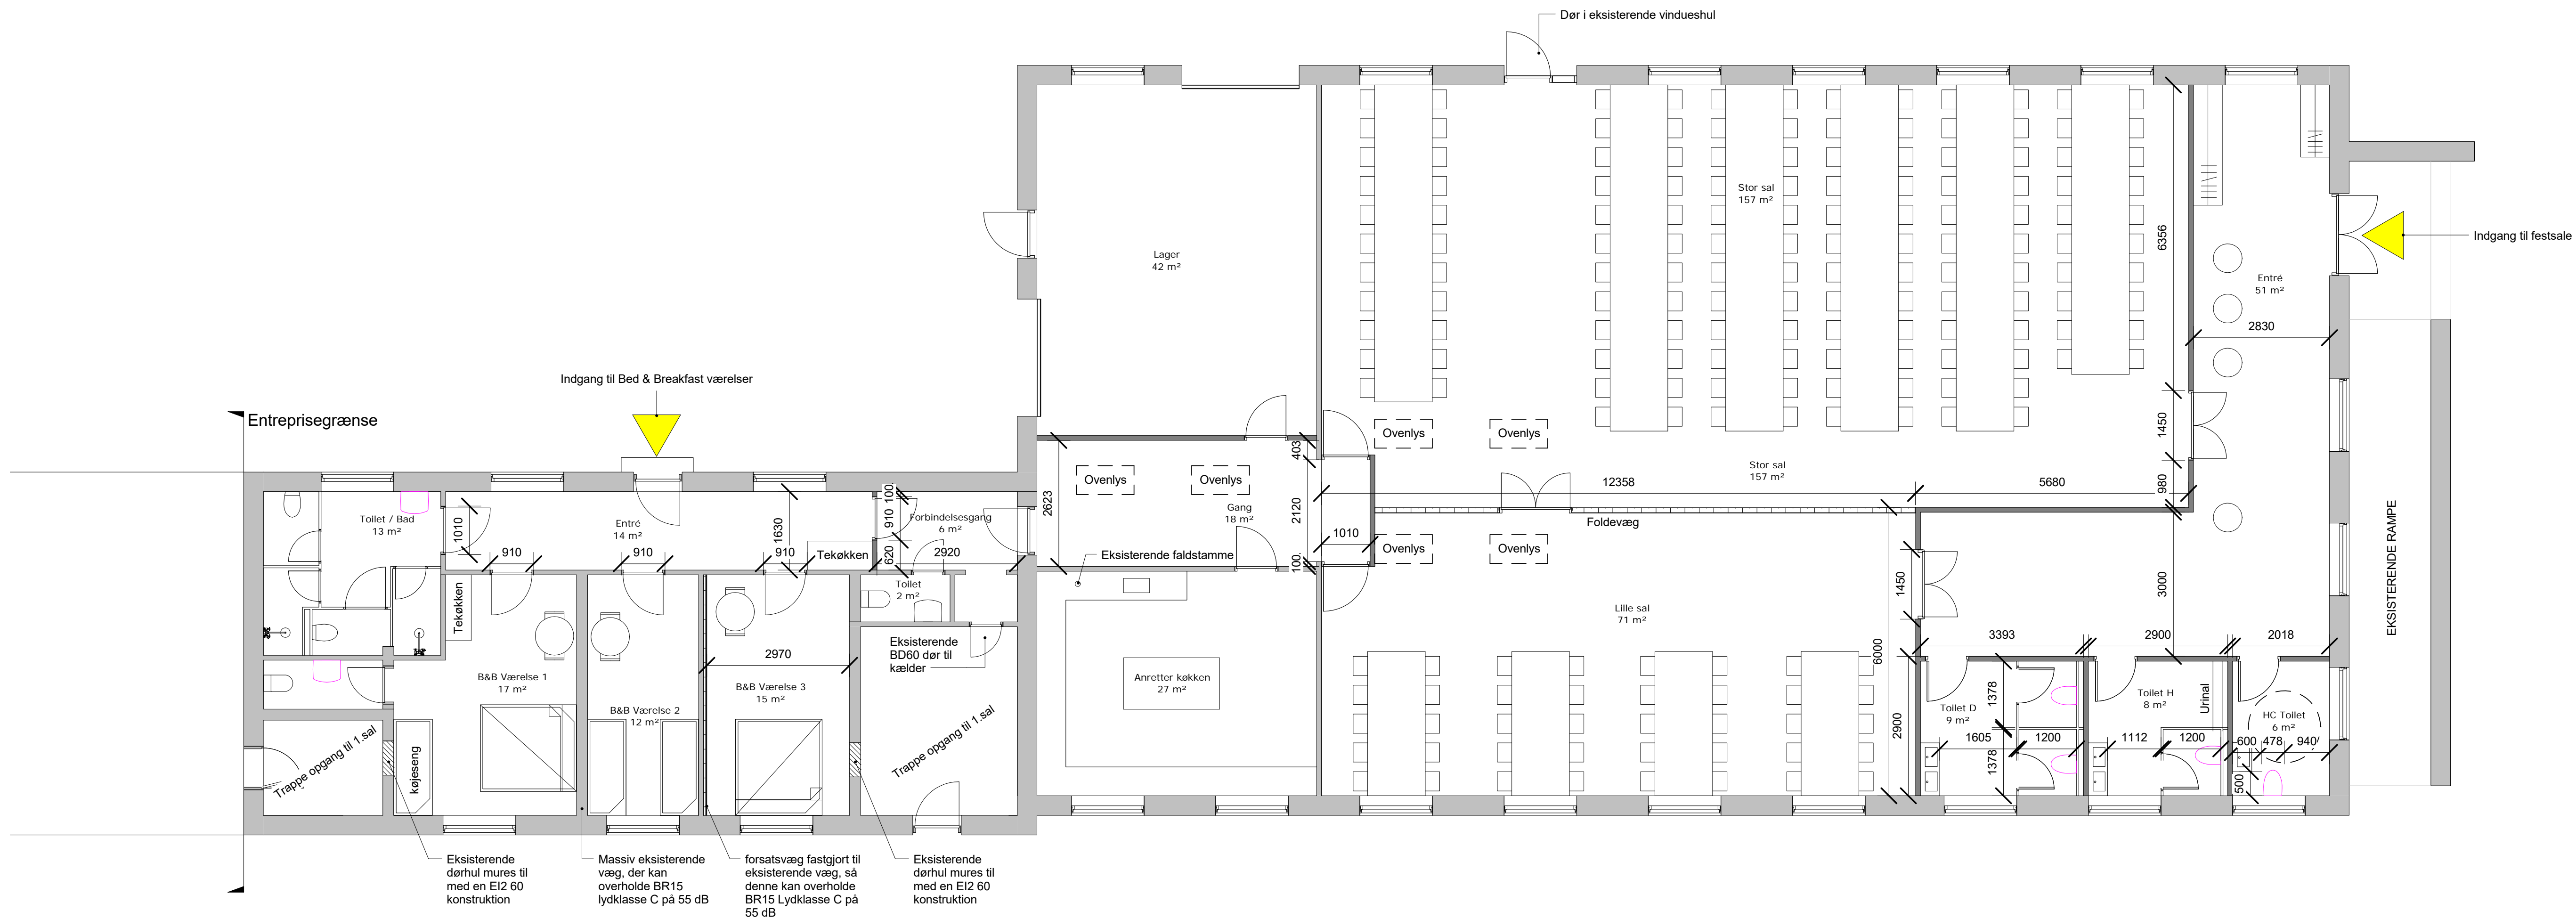 Dør i eksisterende vindueshul
Stor sal
157 m²
6356
Indgang til festsale
Lager
42 m²
Entré
51 m²
2830
Indgang til Bed & Breakfast værelser
Entreprisegrænse
1450
Ovenlys
Ovenlys
403
Stor sal
157 m²
Ovenlys
Ovenlys
2623
12358
5680
980
100
910
1630
1010
Toilet / Bad
13 m²
Entré
14 m²
Forbindelsesgang
6 m²
Gang
18 m²
2120
Foldevæg
1010
910
910
910
Tekøkken
620
2920
Eksisterende faldstamme
100
Ovenlys
Ovenlys
1450
3000
EKSISTERENDE RAMPE
Tekøkken
Toilet
2 m²
Lille sal
71 m²
3393
2900
2018
Eksisterende
BD60 dør til
kælder
2970
6000
B&B Værelse 1
17 m²
B&B Værelse 3
15 m²
Anretter køkken
27 m²
1378
Toilet H
8 m²
Urinal
B&B Værelse 2
12 m²
Toilet D
9 m²
HC Toilet
6 m²
2900
1605
1200
1112
1200
600
478
940
1378
500
Trappe opgang til 1.sal
køjeseng
Trappe opgang til 1.sal
Eksisterende
dørhul mures til
med en EI2 60
konstruktion
Massiv eksisterende
væg, der kan
overholde BR15
lydklasse C på 55 dB
forsatsvæg fastgjort til
eksisterende væg, så
denne kan overholde
BR15 Lydklasse C på
55 dB
Eksisterende
dørhul mures til
med en EI2 60
konstruktion